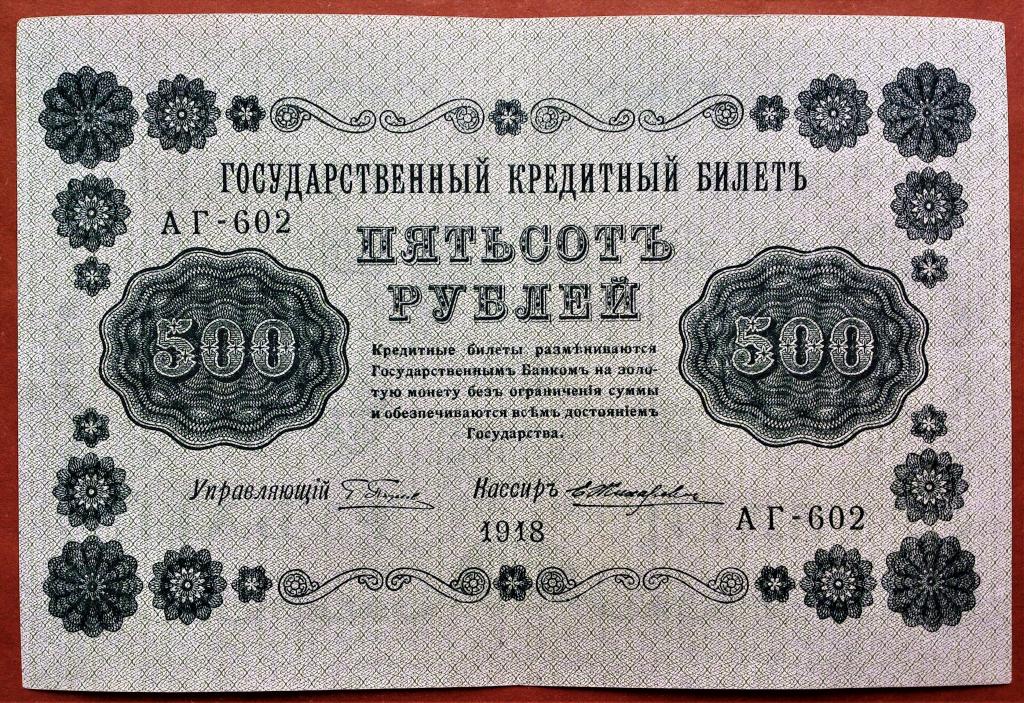 ГОСУДАРСТВЕННЫЙ КРЕДИТНЫЙ БИЛЕТЪ
АГ-602
ПЯТЬСОТЪ
РУБЛЕЙ
500
500
Кредитные билеты размѣниваются
Государственнымъ Банкомъ на золо-
тую монету безъ ограниченія суммы
и обезпечиваются всѣмъ достояніемъ
Государства.
Управляющій
Кассиръ
1918
АГ-602